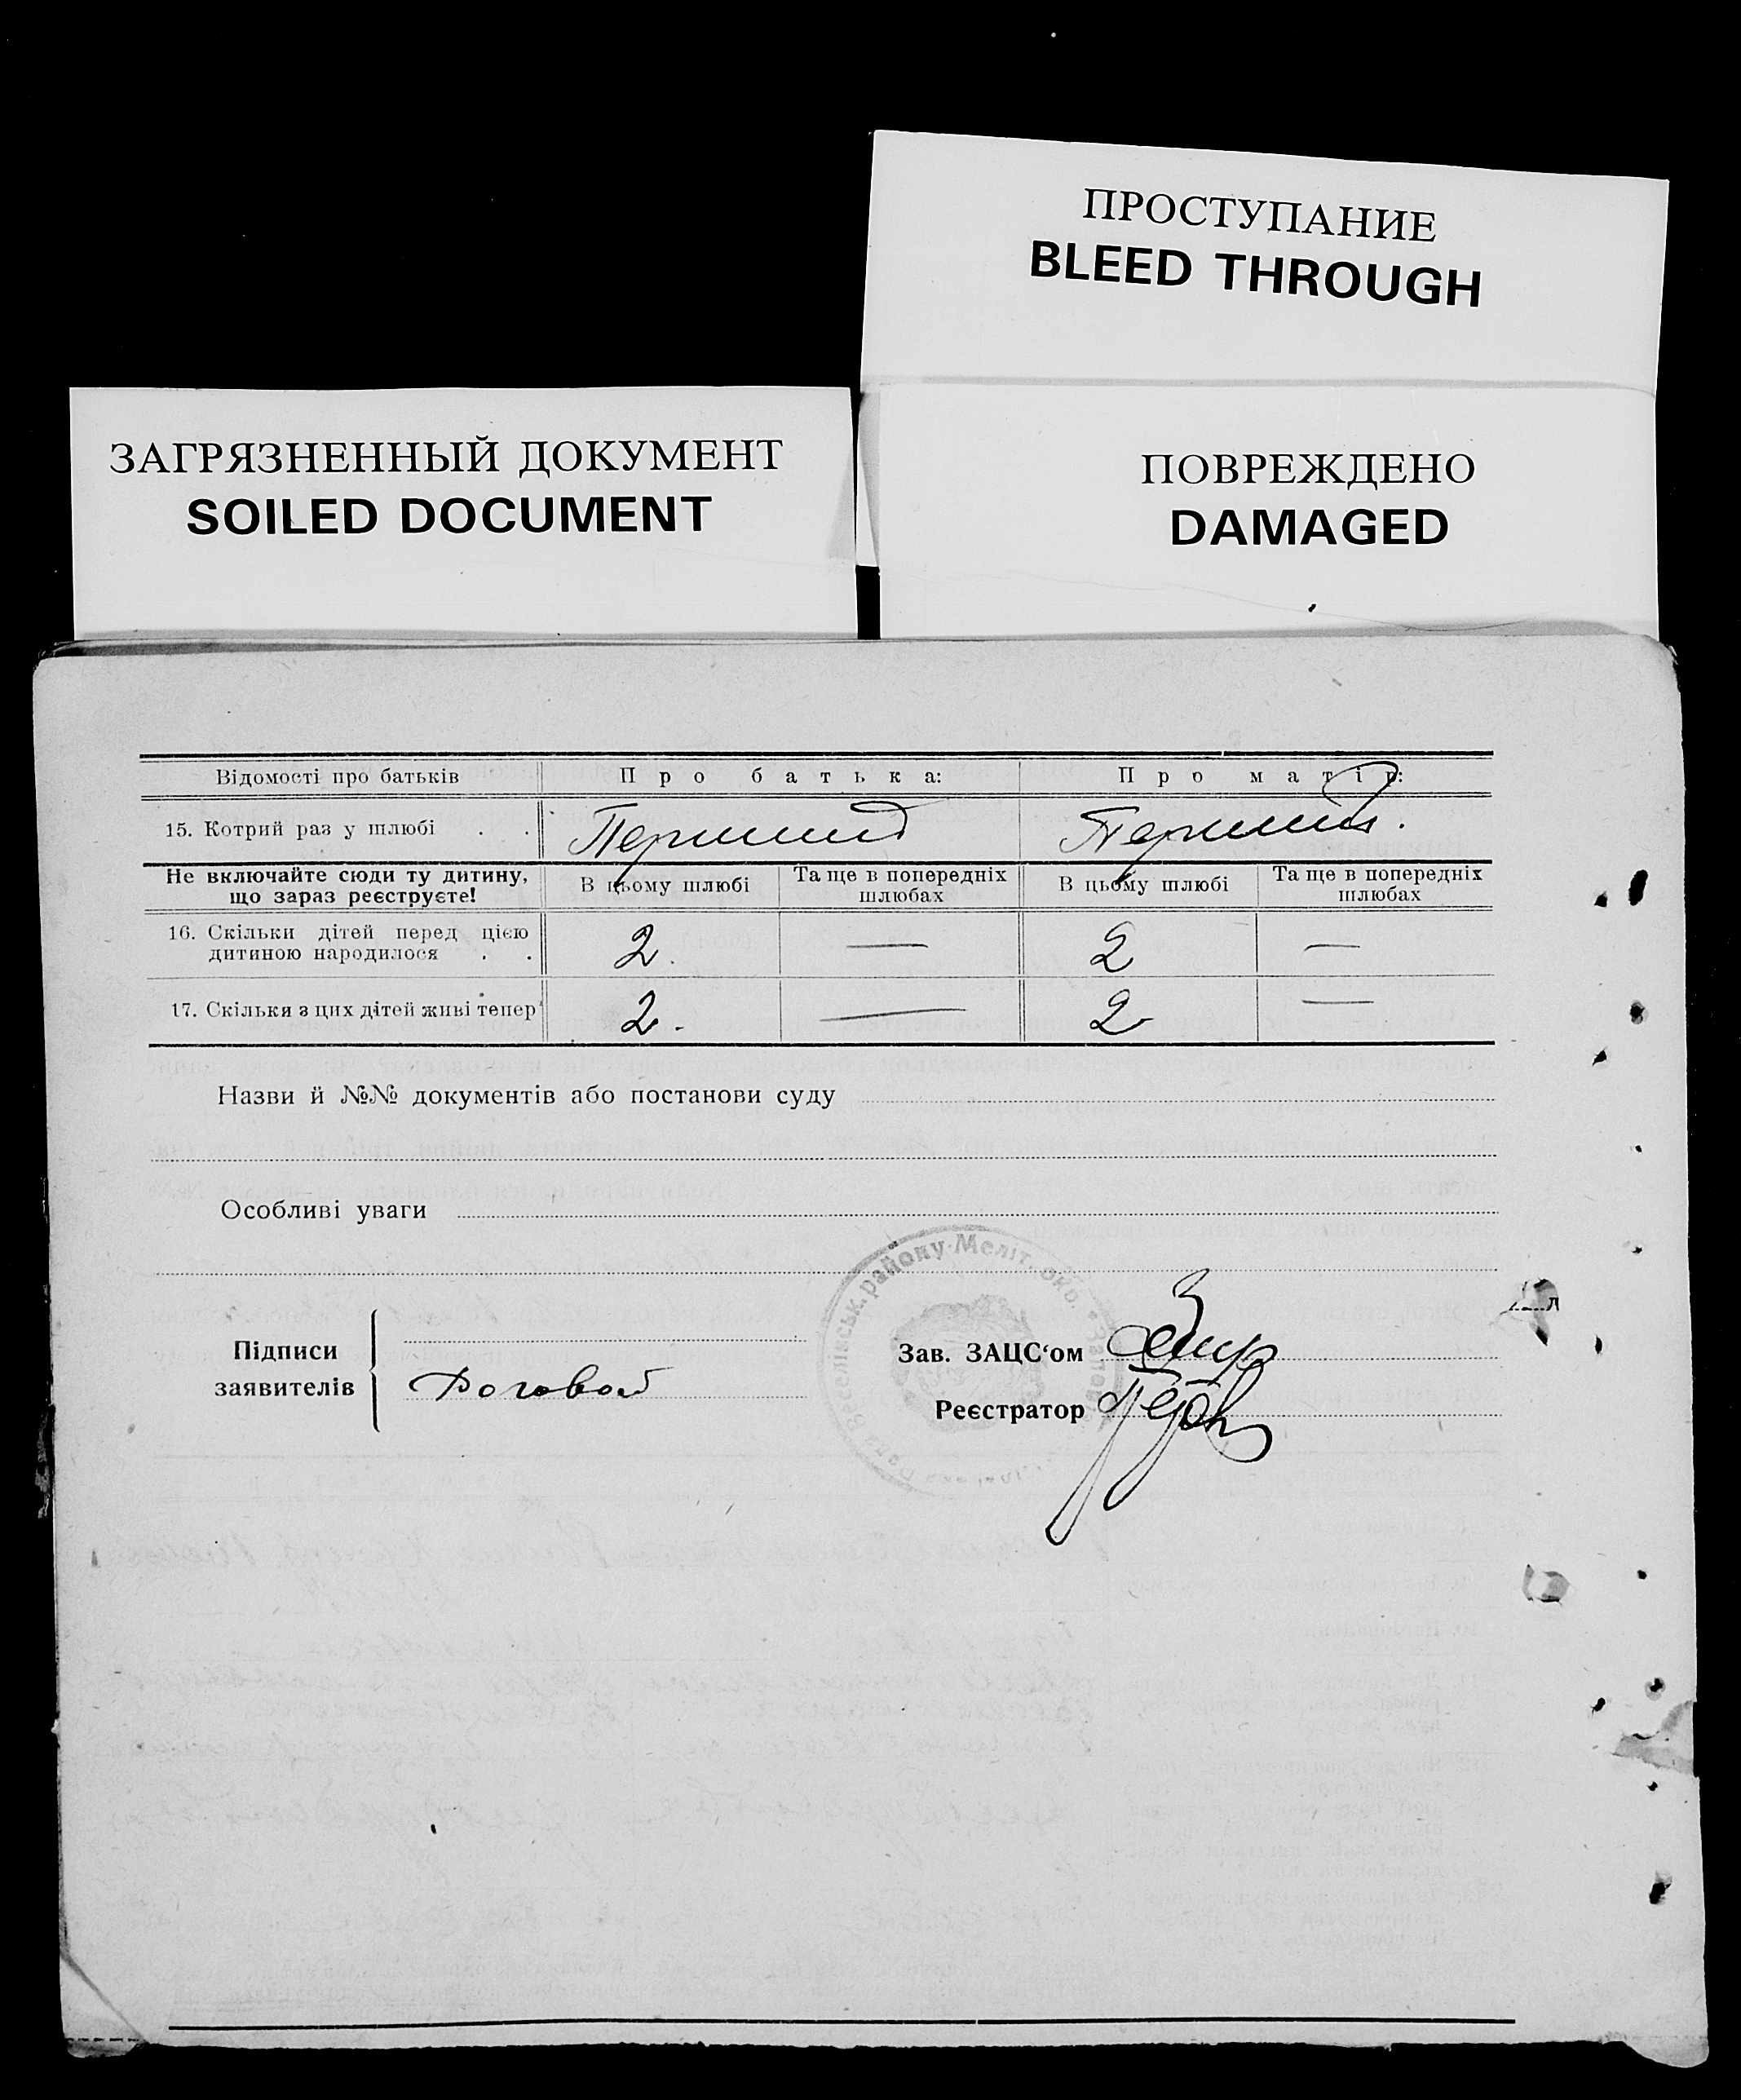 ПРОСТУПАНИЕ
BLEED THROUGH
ЗАГРЯЗНЕННЫЙ ДОКУМЕНТ
SOILED DOCUMENT
ПОВРЕЖДЕНО
DAMAGED
Відомості про батьків Про батька: Про матір:
15. Котрий раз у шлюбі . . Перший Перший.
Не включайте сюди ту дитину, що зараз реєструєте! В цьому шлюбі Та ще в попередніх шлюбах В цьому шлюбі Та ще в попередніх шлюбах
16. Скільки дітей перед цією дитиною народилося . . 2. — 2 —
17. Скільки з цих дітей живі тепер 2. — 2 —
Назви й №№ документів або постанови суду
Особливі уваги
району Меліт. окр.
Підписи заявителів
Роговой
Зав. ЗАЦС‘ом
Реєстратор